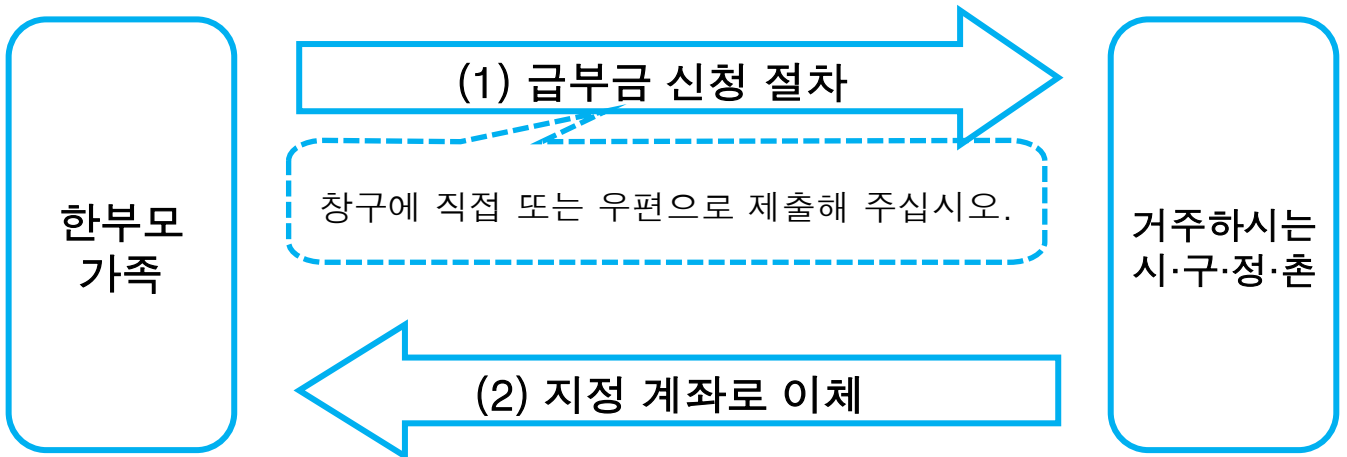 한부모
가족
(1) 급부금 신청 절차
창구에 직접 또는 우편으로 제출해 주십시오.
(2) 지정 계좌로 이체
거주하시는
시·구·정·촌